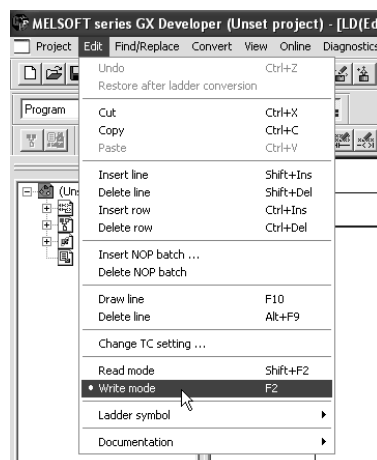 MELSOFT series GX Developer (Unset project) - [LD(Ed
Project Edit Find/Replace Convert View Online Diagnostics
Undo Ctrl+Z
Restore after ladder conversion
Program
Cut Ctrl+X
Copy Ctrl+C
Paste Ctrl+V
Insert line Shift+Ins
(Un
Delete line Shift+Del
Insert row Ctrl+Ins
Delete row Ctrl+Del
Insert NOP batch ...
Delete NOP batch
Draw line F10
Delete line Alt+F9
Change TC setting ...
Read mode Shift+F2
• Write mode F2
Ladder symbol
Documentation